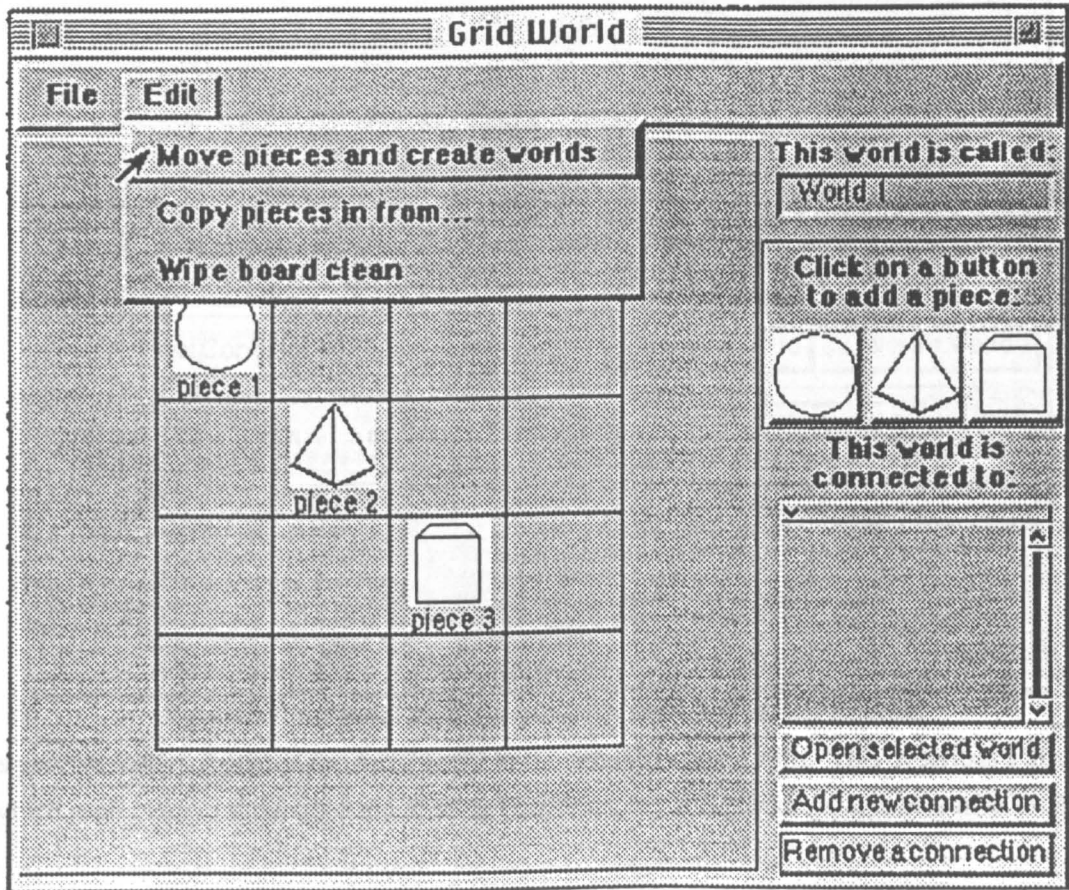 Grid World
File Edit
Move pieces and create worlds
Copy pieces in from...
Wipe board clean
piece 1
piece 2
piece 3
This world is called:
World 1
Click on a button
to add a piece:
This world is
connected to:
Open selected world
Add new connection
Remove a connection